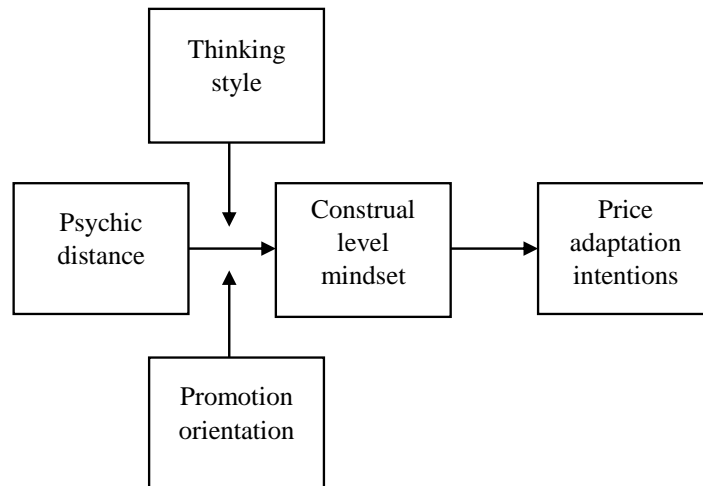 Thinking
style
Psychic
distance
Construal
level
mindset
Price
adaptation
intentions
Promotion
orientation